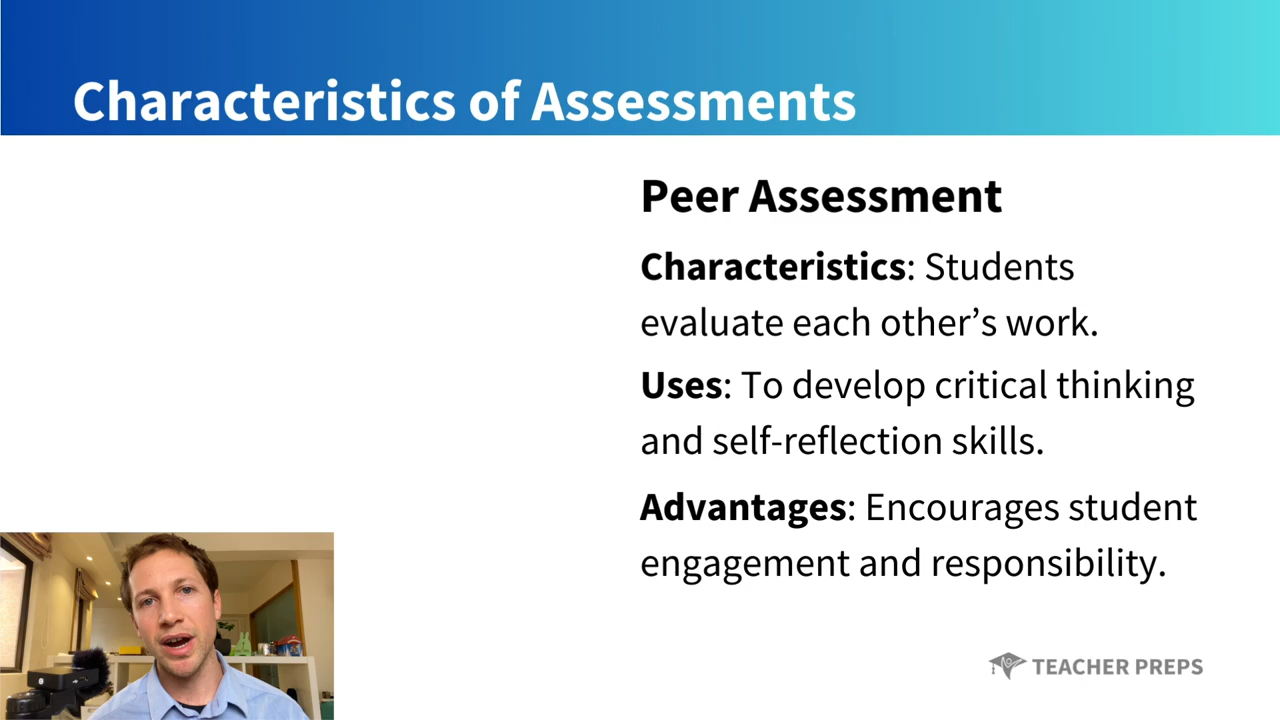 Characteristics of Assessments
Peer Assessment
Characteristics: Students
evaluate each other’s work.
Uses: To develop critical thinking
and self-reflection skills.
Advantages: Encourages student
engagement and responsibility.
TEACHER PREPS